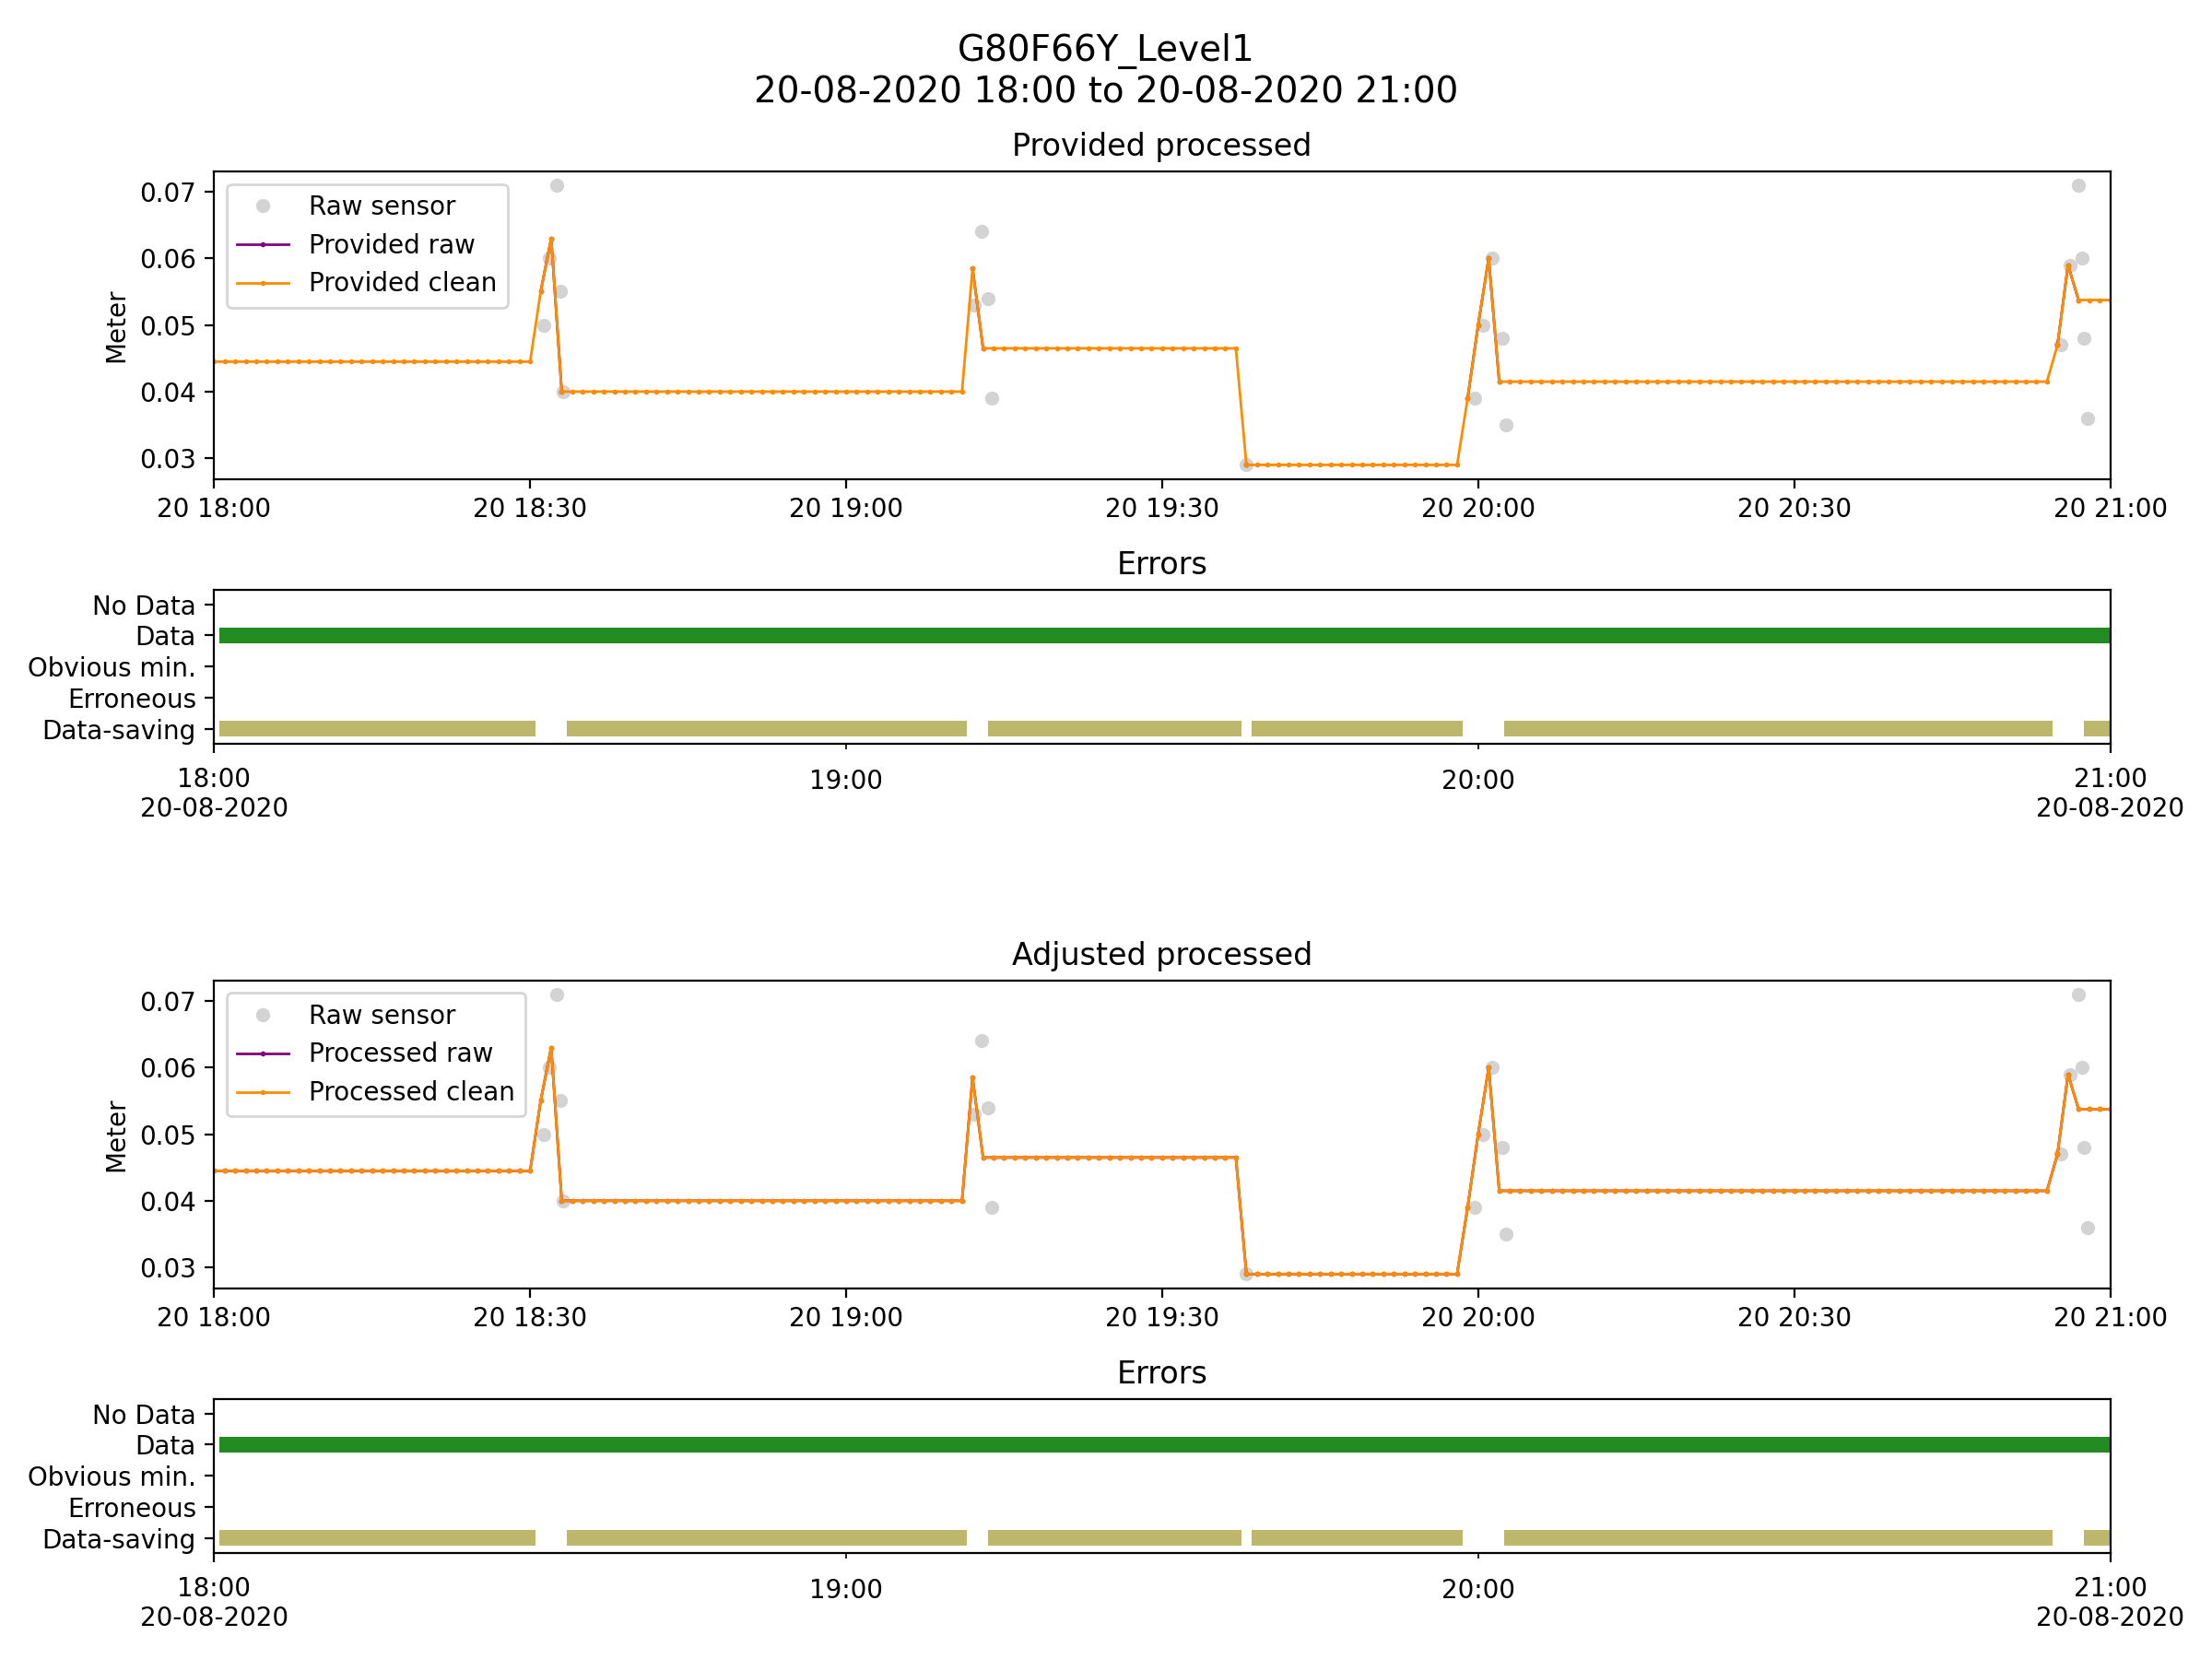 G80F66Y_Level1
20-08-2020 18:00 to 20-08-2020 21:00
Provided processed
Meter
0.07
0.06
0.05
0.04
0.03
Raw sensor
Provided raw
Provided clean
20 18:00 20 18:30 20 19:00 20 19:30 20 20:00 20 20:30 20 21:00
Errors
No Data
Data
Obvious min.
Erroneous
Data-saving
18:00 19:00 20:00 21:00
20-08-2020 20-08-2020
Adjusted processed
Meter
0.07
0.06
0.05
0.04
0.03
Raw sensor
Processed raw
Processed clean
20 18:00 20 18:30 20 19:00 20 19:30 20 20:00 20 20:30 20 21:00
Errors
No Data
Data
Obvious min.
Erroneous
Data-saving
18:00 19:00 20:00 21:00
20-08-2020 20-08-2020